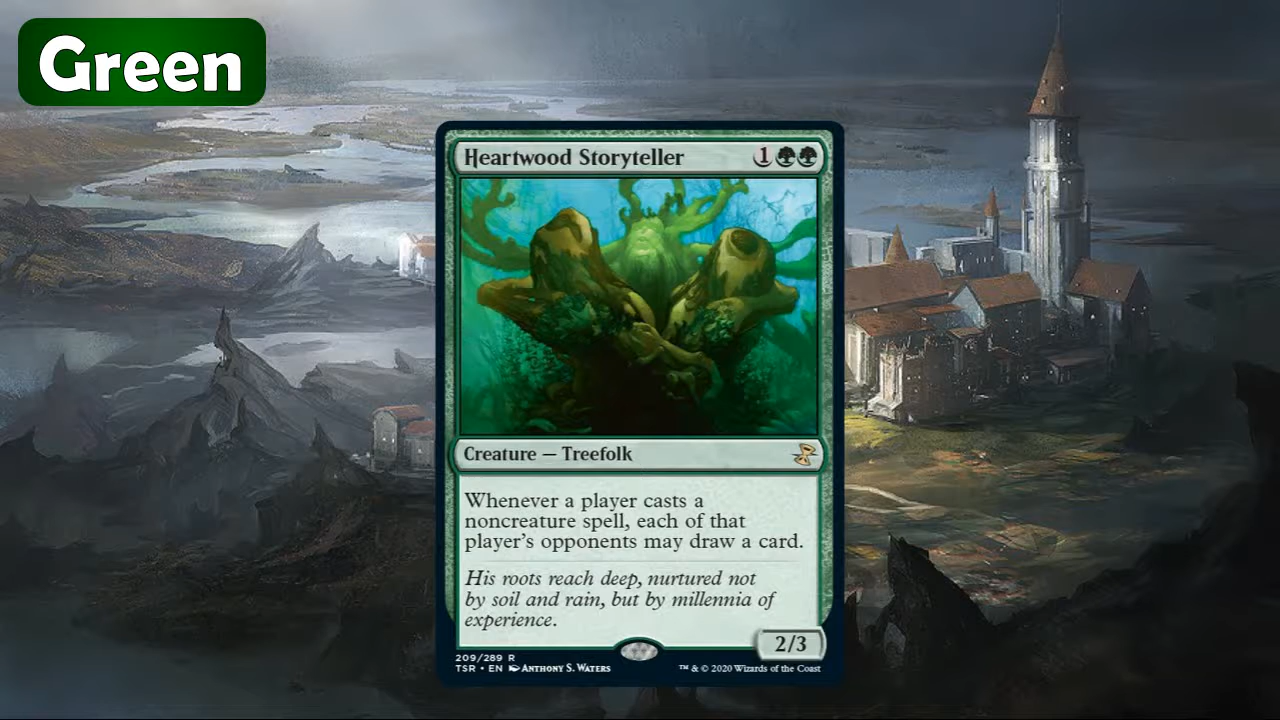 Green
Heartwood Storyteller 1
Creature — Treefolk
Whenever a player casts a
noncreature spell, each of that
player's opponents may draw a card.
His roots reach deep, nurtured not
by soil and rain, but by millennia of
experience.
2/3
209/289 R
TSR • EN Anthony S. Waters
™ & © 2020 Wizards of the Coast